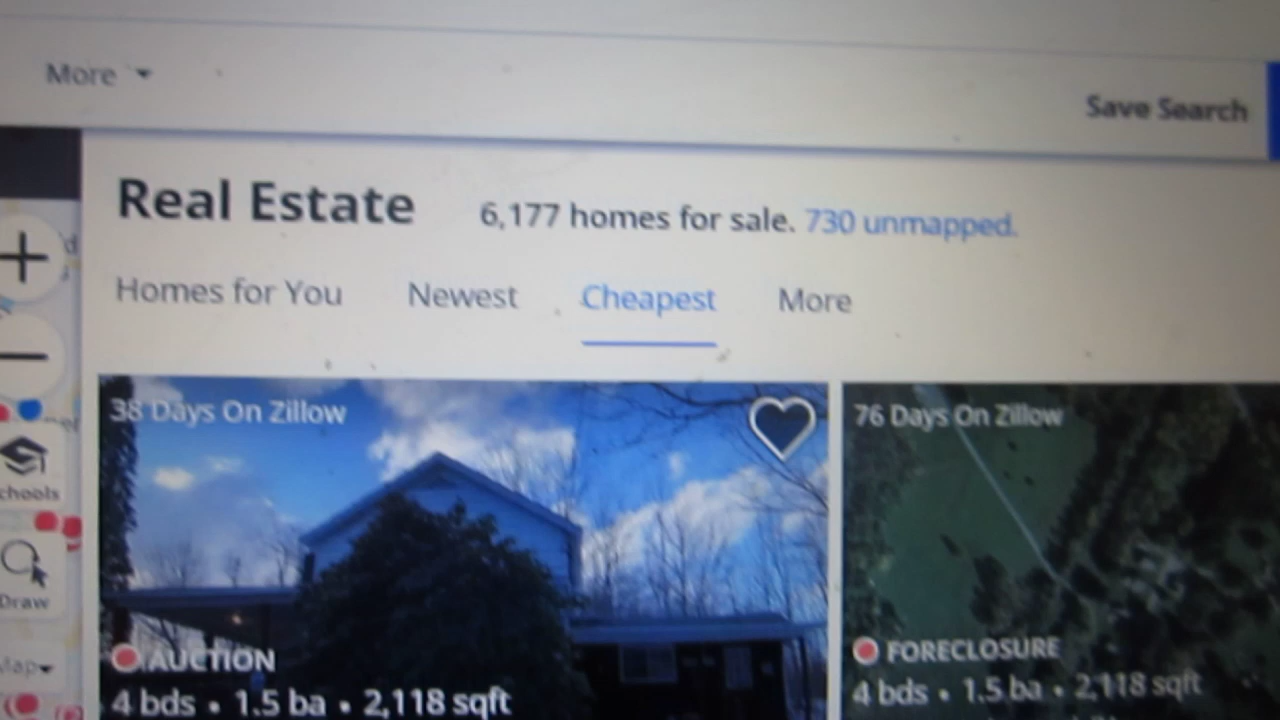 More
Save Search
Real Estate
6,177 homes for sale. 730 unmapped.
Homes for You Newest Cheapest More
38 Days On Zillow
76 Days On Zillow
chools
Draw
Map
AUCTION
4 bds • 1.5 ba • 2,118 sqft
FORECLOSURE
4 bds • 1.5 ba • 2,118 sqft